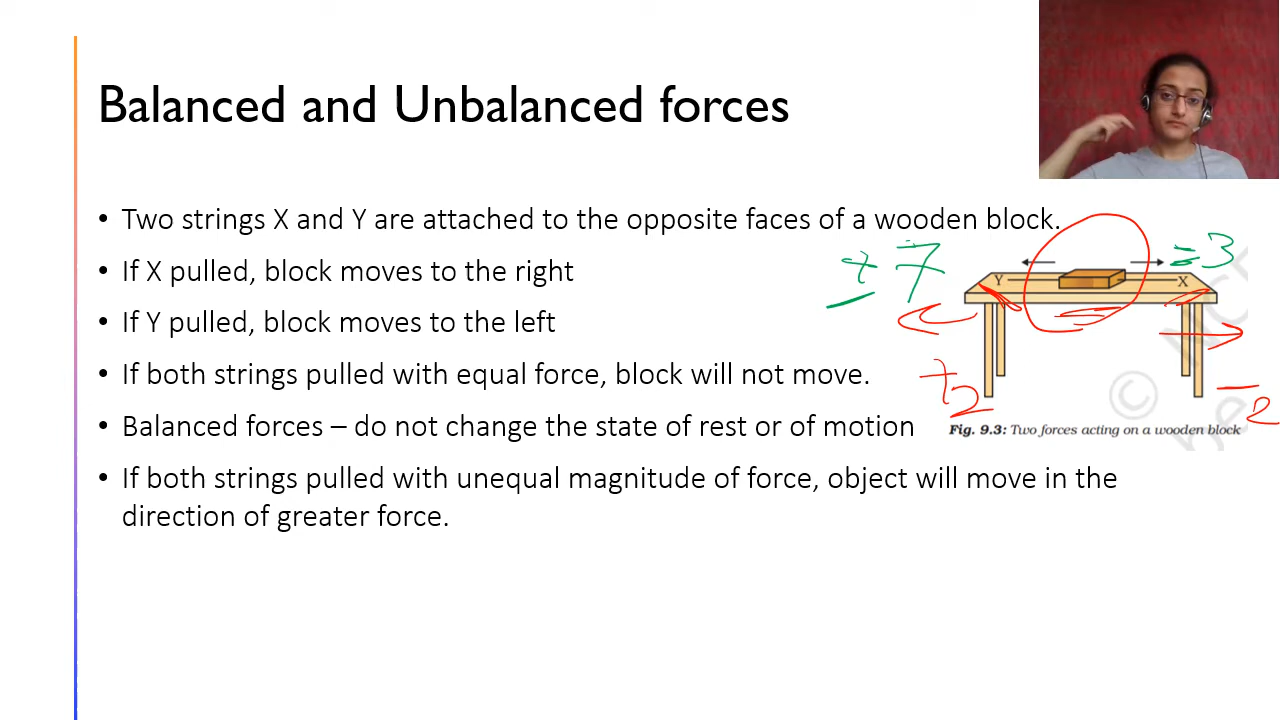 Balanced and Unbalanced forces
• Two strings X and Y are attached to the opposite faces of a wooden block.
• If X pulled, block moves to the right
• If Y pulled, block moves to the left
• If both strings pulled with equal force, block will not move.
• Balanced forces – do not change the state of rest or of motion
• If both strings pulled with unequal magnitude of force, object will move in the
direction of greater force.
+ 7
= 3
Y X
+2
- 2
Fig. 9.3: Two forces acting on a wooden block